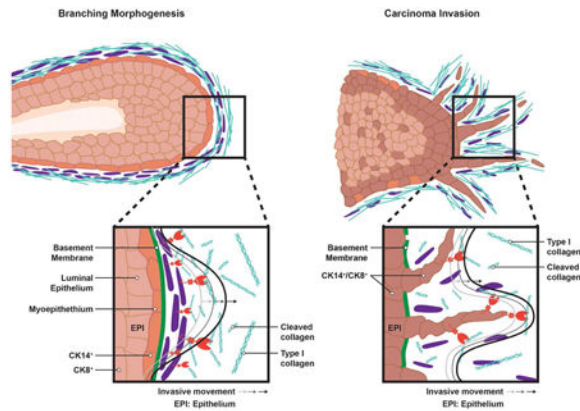 Branching Morphogenesis
Carcinoma Invasion
Basement
Membrane
Luminal
Epithelium
Myoepithethium
EPI
CK14⁺
CK8⁺
Cleaved
collagen
Type I
collagen
Invasive movement
EPI: Epithelium
Basement
Membrane
CK14⁺/CK8⁺
EPI
Type I
collagen
Cleaved
collagen
Invasive movement
EPI: Epithelium